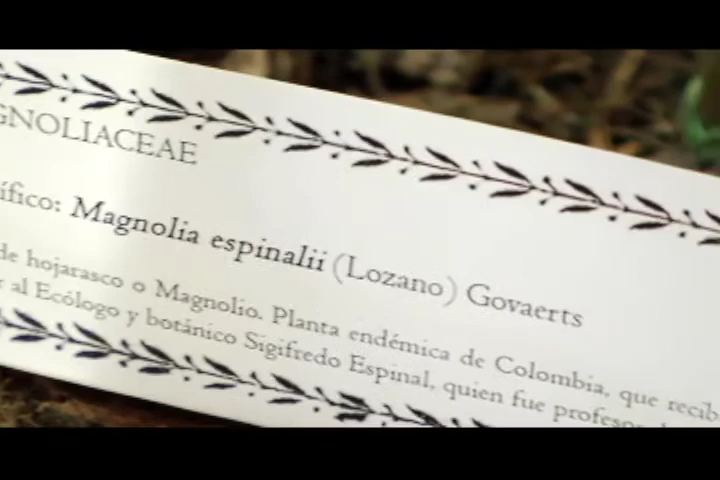 GNOLIACEAE
ífico: Magnolia espinalii (Lozano) Govaerts
de hojarasco o Magnolio. Planta endémica de Colombia, que recib
al Ecólogo y botánico Sigifredo Espinal, quien fue profesor